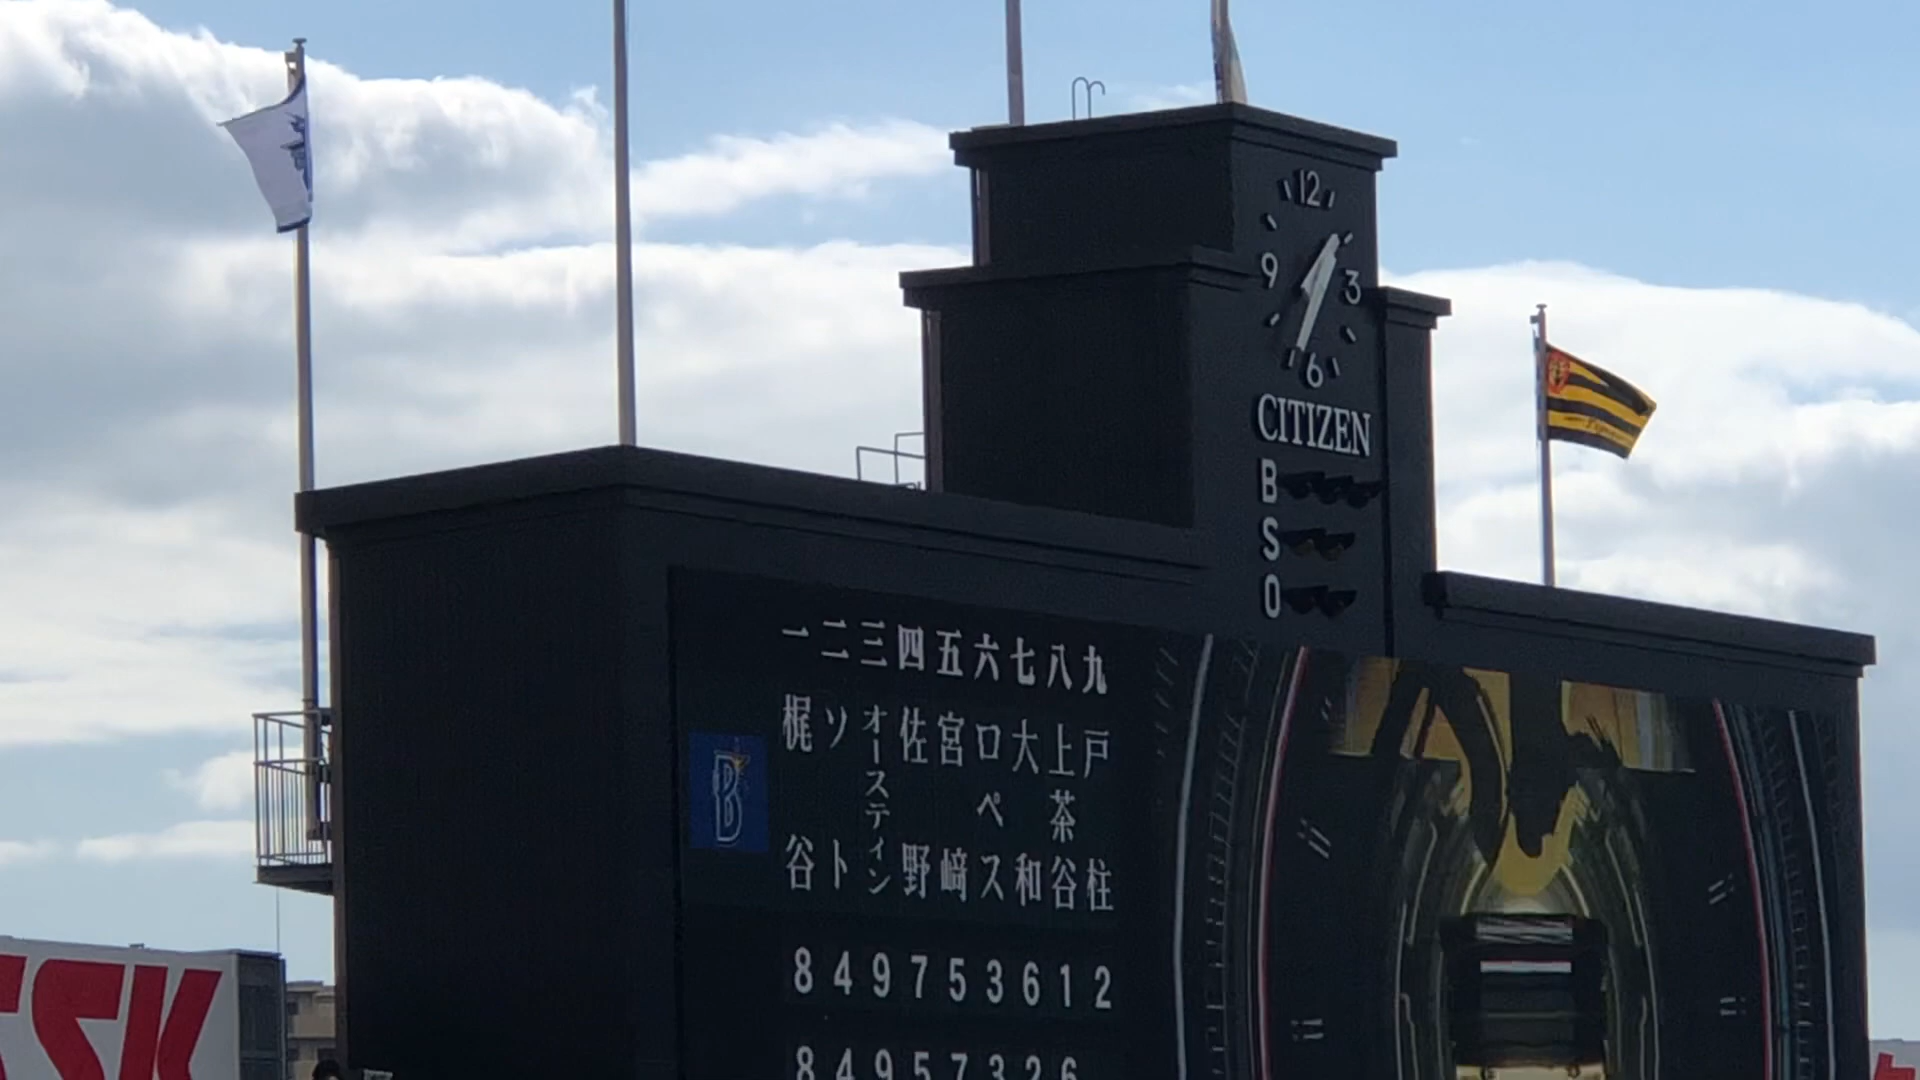 12
9 3
6
CITIZEN
B
S
O
一二三四五六七八九
梶谷
ソト
オースティン
佐野
宮﨑
ロペス
大和
上茶谷
戸柱
B
849753612
84957326
SK